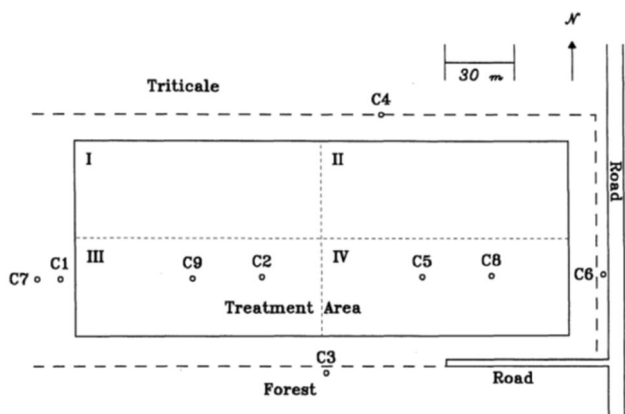 N
30 m
Triticale
C4
I
II
Road
III
IV
C7
C1
C9
C2
C5
C8
C6
Treatment Area
C3
Forest
Road